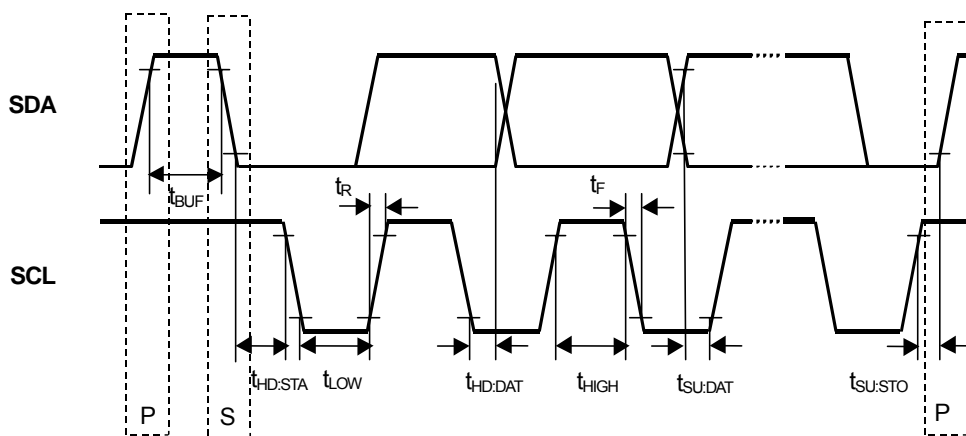 SDA
tBUF
tR
tF
SCL
tHD:STA
tLOW
tHD:DAT
tHIGH
tSU:DAT
tSU:STO
P
S
P